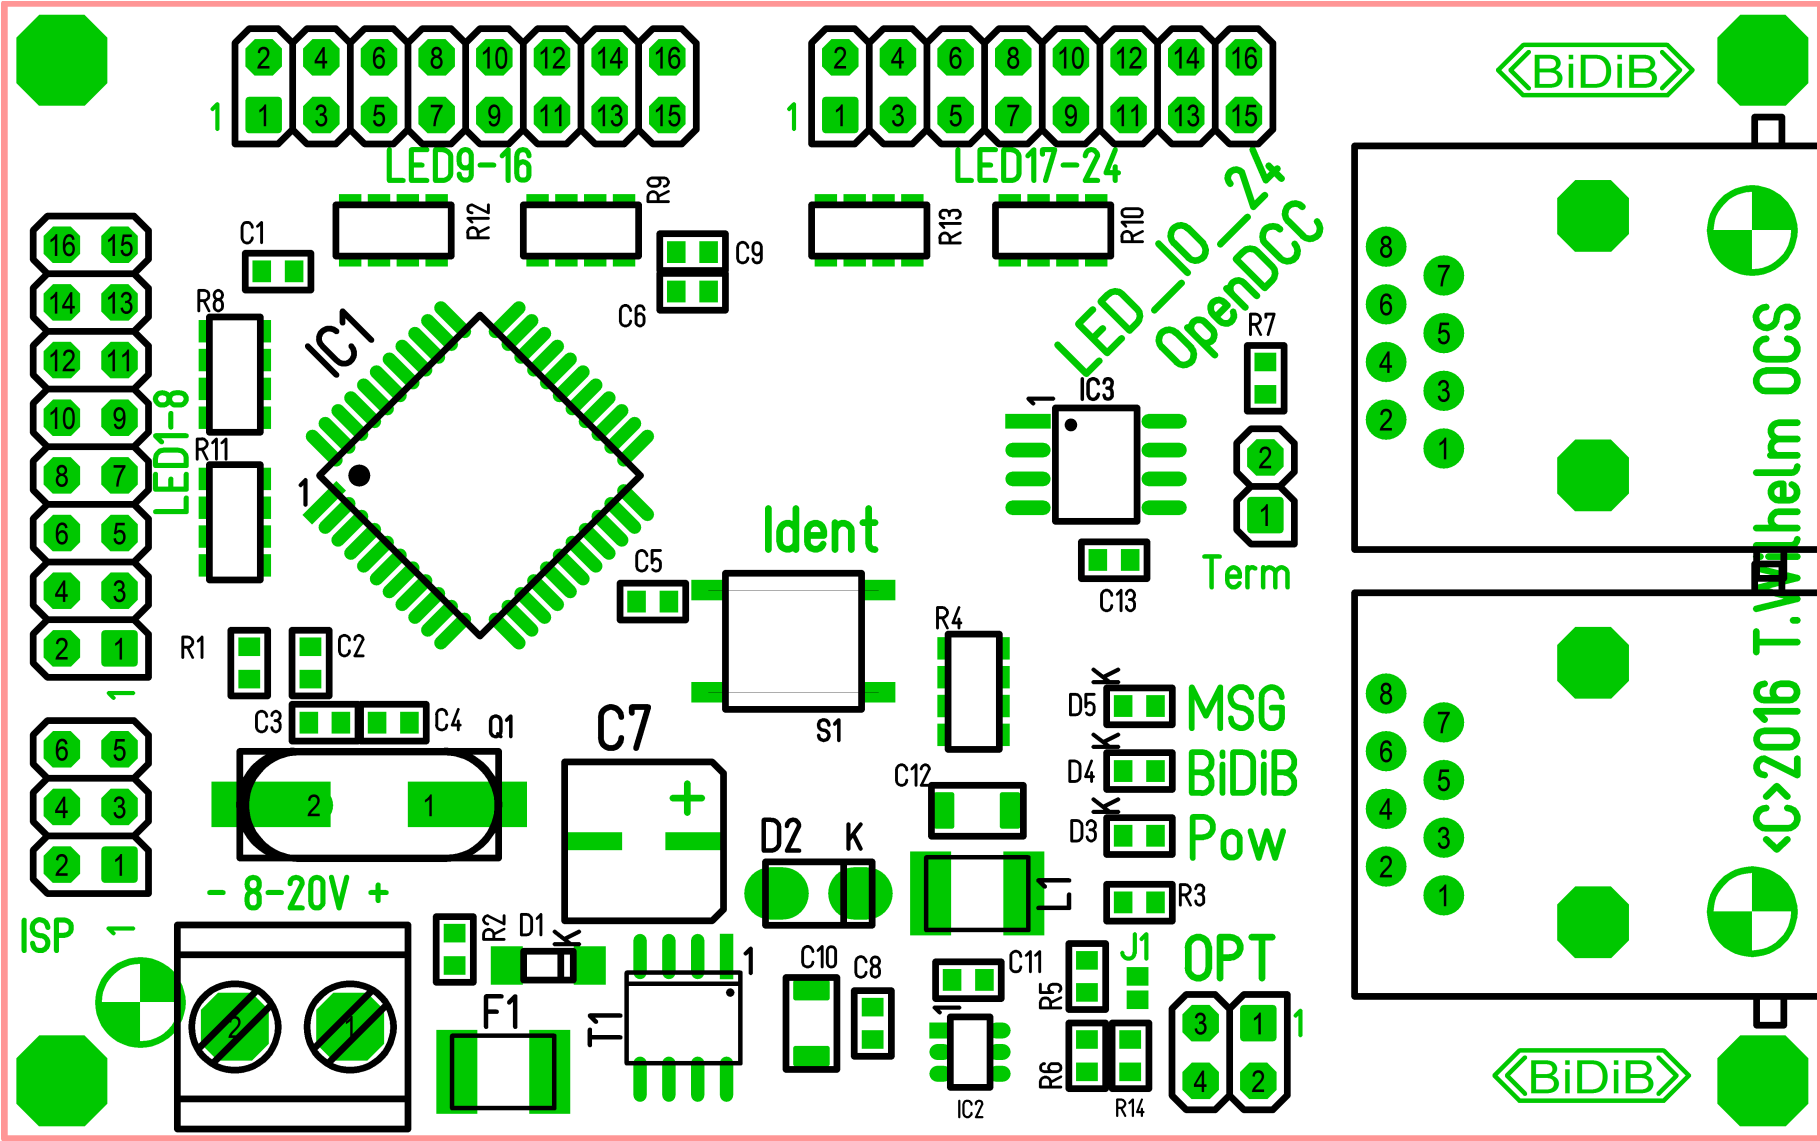 2 4 6 8 10 12 14 16
1 1 3 5 7 9 11 13 15
LED9-16
2 4 6 8 10 12 14 16
1 1 3 5 7 9 11 13 15
LED17-24
BiDiB
R12
R9
R13
R10
LED_IO_24
OpenDCC
C1
C9
C6
R8
IC1
1
R11
LED1-8
16 15
14 13
12 11
10 9
8 7
6 5
4 3
2 1
1
R7
IC3
1
2
1
Term
C13
8
7
6
5
4
3
2
1
<C>2016 T.Wilhelm OCS
Ident
C5
S1
R4
R1
C2
C3
C4
Q1
2 1
C7
+
6 5
4 3
2 1
ISP
1
- 8-20V +
2 1
D5
K
MSG
D4
K
BiDiB
D3
K
Pow
C12
D2
K
L1
R3
8
7
6
5
4
3
2
1
R2
D1
K
F1
T1
1
C10
C8
C11
1
IC2
R5
J1
R6
R14
OPT
3 1 1
4 2
BiDiB